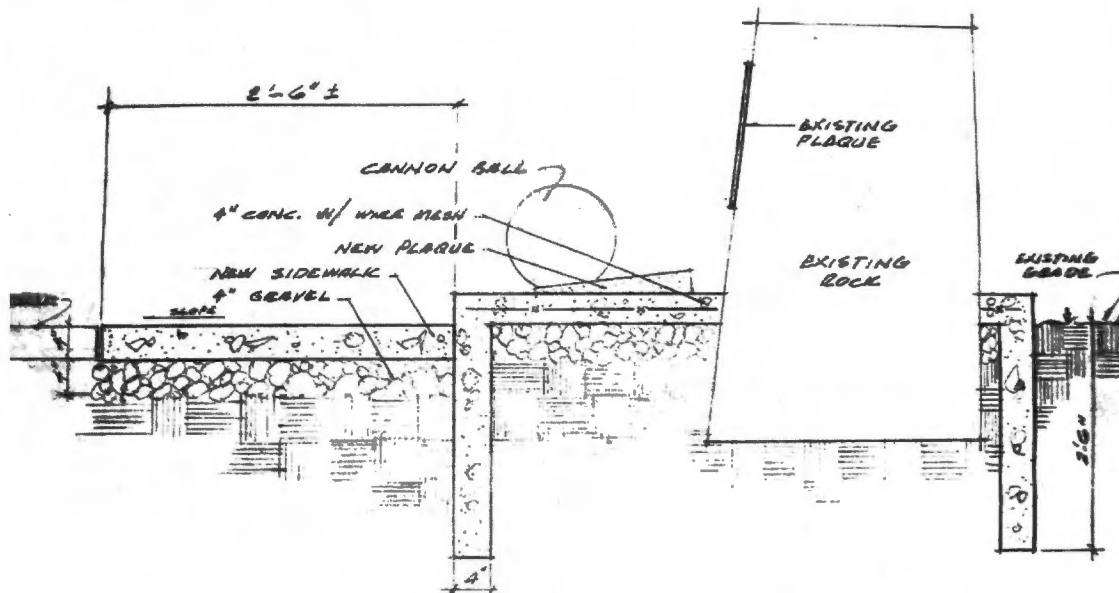 2'-6" ±
EXISTING
PLAQUE
CANNON BALL
4" CONC. W/ WIRE MESH
NEW PLAQUE
EXISTING
ROCK
EXISTING
GRADE
NEW SIDEWALK
4" GRAVEL
SLOPE
2'6"
4"